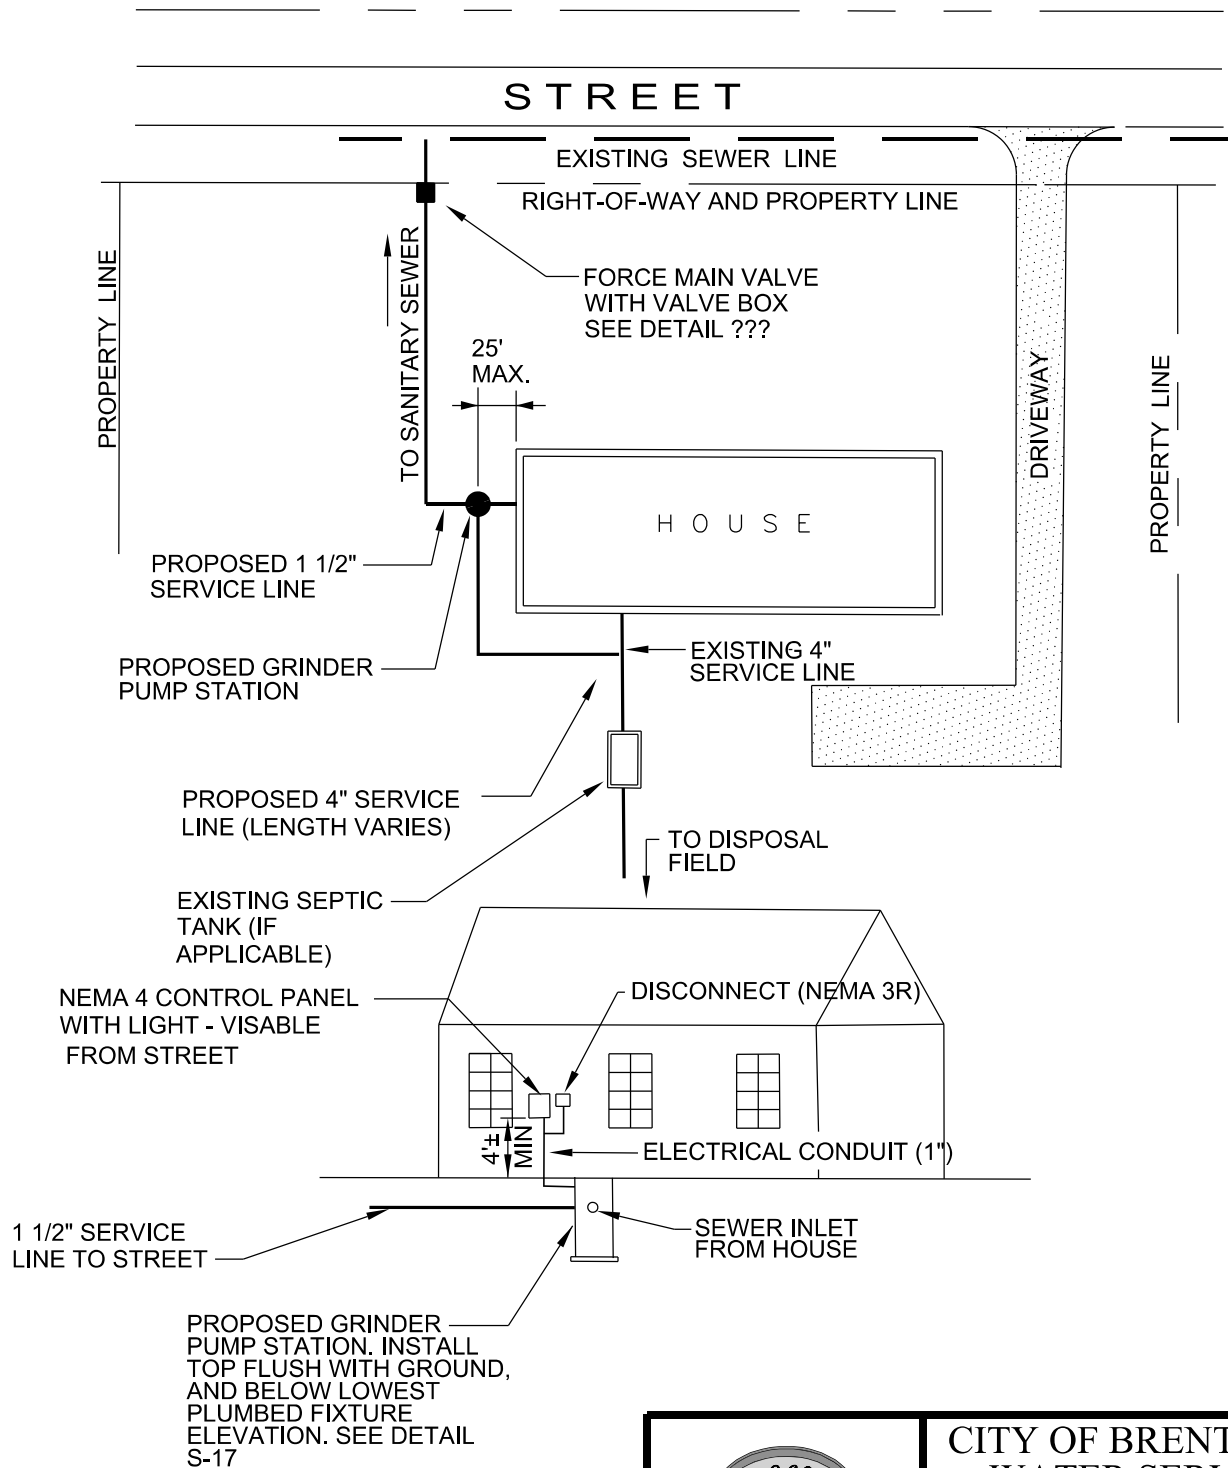 STREET
EXISTING SEWER LINE
RIGHT-OF-WAY AND PROPERTY LINE
PROPERTY LINE
TO SANITARY SEWER
FORCE MAIN VALVE
WITH VALVE BOX
SEE DETAIL ???
25'
MAX.
DRIVEWAY
PROPERTY LINE
HOUSE
PROPOSED 1 1/2"
SERVICE LINE
PROPOSED GRINDER
PUMP STATION
EXISTING 4"
SERVICE LINE
PROPOSED 4" SERVICE
LINE (LENGTH VARIES)
TO DISPOSAL
FIELD
EXISTING SEPTIC
TANK (IF
APPLICABLE)
NEMA 4 CONTROL PANEL
WITH LIGHT - VISABLE
FROM STREET
DISCONNECT (NEMA 3R)
4'±
MIN
ELECTRICAL CONDUIT (1")
1 1/2" SERVICE
LINE TO STREET
SEWER INLET
FROM HOUSE
PROPOSED GRINDER
PUMP STATION. INSTALL
TOP FLUSH WITH GROUND,
AND BELOW LOWEST
PLUMBED FIXTURE
ELEVATION. SEE DETAIL
S-17
CITY OF BRENT